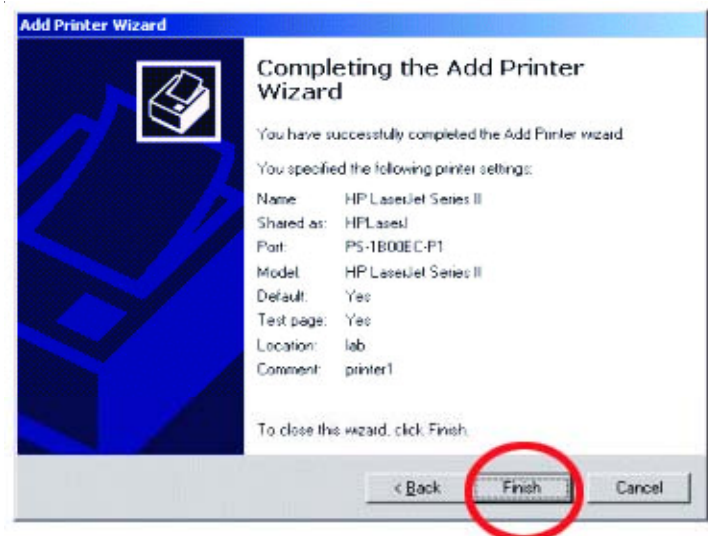 Add Printer Wizard
Completing the Add Printer
Wizard
You have successfully completed the Add Printer wizard.
You specified the following printer settings:
Name: HP LaserJet Series II
Shared as: HPLaserJ
Port: PS-1B00EC-P1
Model: HP LaserJet Series II
Default: Yes
Test page: Yes
Location: lab
Comment: printer1
To close this wizard, click Finish.
< Back Finish Cancel